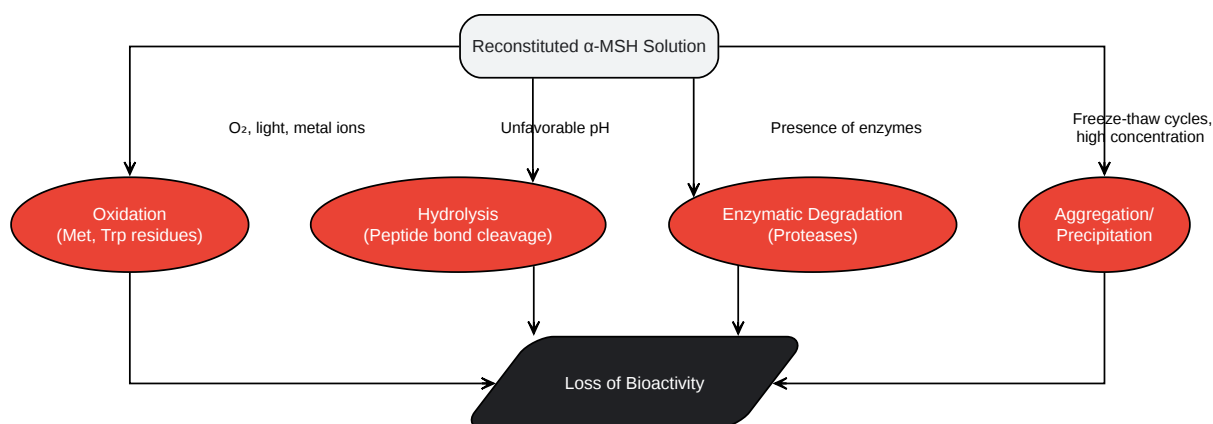 Reconstituted α-MSH Solution
O₂, light, metal ions
Unfavorable pH
Presence of enzymes
Freeze-thaw cycles,
high concentration
Oxidation
(Met, Trp residues)
Hydrolysis
(Peptide bond cleavage)
Enzymatic Degradation
(Proteases)
Aggregation/
Precipitation
Loss of Bioactivity